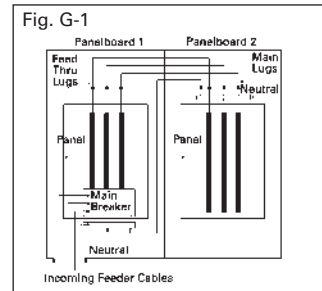 Fig. G-1
Panelboard 1 Panelboard 2
Feed
Thru
Lugs
Main
Lugs
Neutral
Panel
Panel
Main
Breaker
Neutral
Incoming Feeder Cables